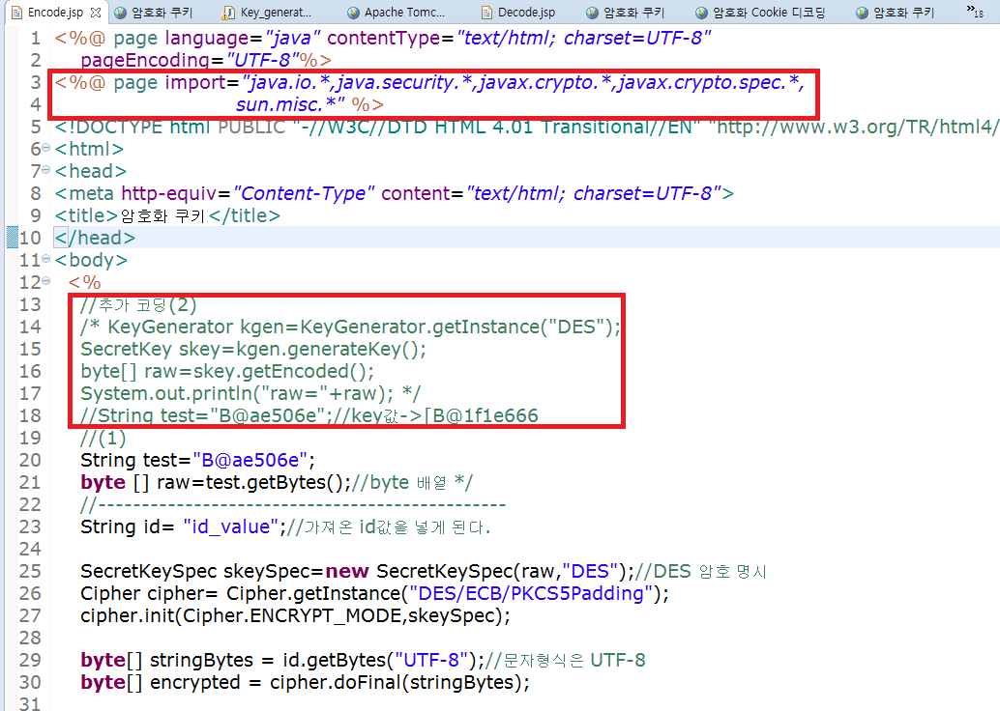 Encode.jsp 암호화 쿠키 Key_generat... Apache Tomc... Decode.jsp 암호화 쿠키 암호화 Cookie 디코딩 암호화 쿠키 »18
1 <%@ page language="java" contentType="text/html; charset=UTF-8"
2 pageEncoding="UTF-8"%>
3 <%@ page import="java.io.*,java.security.*,javax.crypto.*,javax.crypto.spec.*,
4 sun.misc.*" %>
5 <!DOCTYPE html PUBLIC "-//W3C//DTD HTML 4.01 Transitional//EN" "http://www.w3.org/TR/html4/
6 <html>
7 <head>
8 <meta http-equiv="Content-Type" content="text/html; charset=UTF-8">
9 <title>암호화 쿠키</title>
10 </head>
11 <body>
12 <%
13 //추가 코딩(2)
14 /* KeyGenerator kgen=KeyGenerator.getInstance("DES");
15 SecretKey skey=kgen.generateKey();
16 byte[] raw=skey.getEncoded();
17 System.out.println("raw="+raw); */
18 //String test="B@ae506e";//key값->[B@1f1e666
19 //(1)
20 String test="B@ae506e";
21 byte [] raw=test.getBytes();//byte 배열 */
22 //-----------------------------------------------
23 String id= "id_value";//가져온 id값을 넣게 된다.
24
25 SecretKeySpec skeySpec=new SecretKeySpec(raw,"DES");//DES 암호 명시
26 Cipher cipher= Cipher.getInstance("DES/ECB/PKCS5Padding");
27 cipher.init(Cipher.ENCRYPT_MODE,skeySpec);
28
29 byte[] stringBytes = id.getBytes("UTF-8");//문자형식은 UTF-8
30 byte[] encrypted = cipher.doFinal(stringBytes);
31